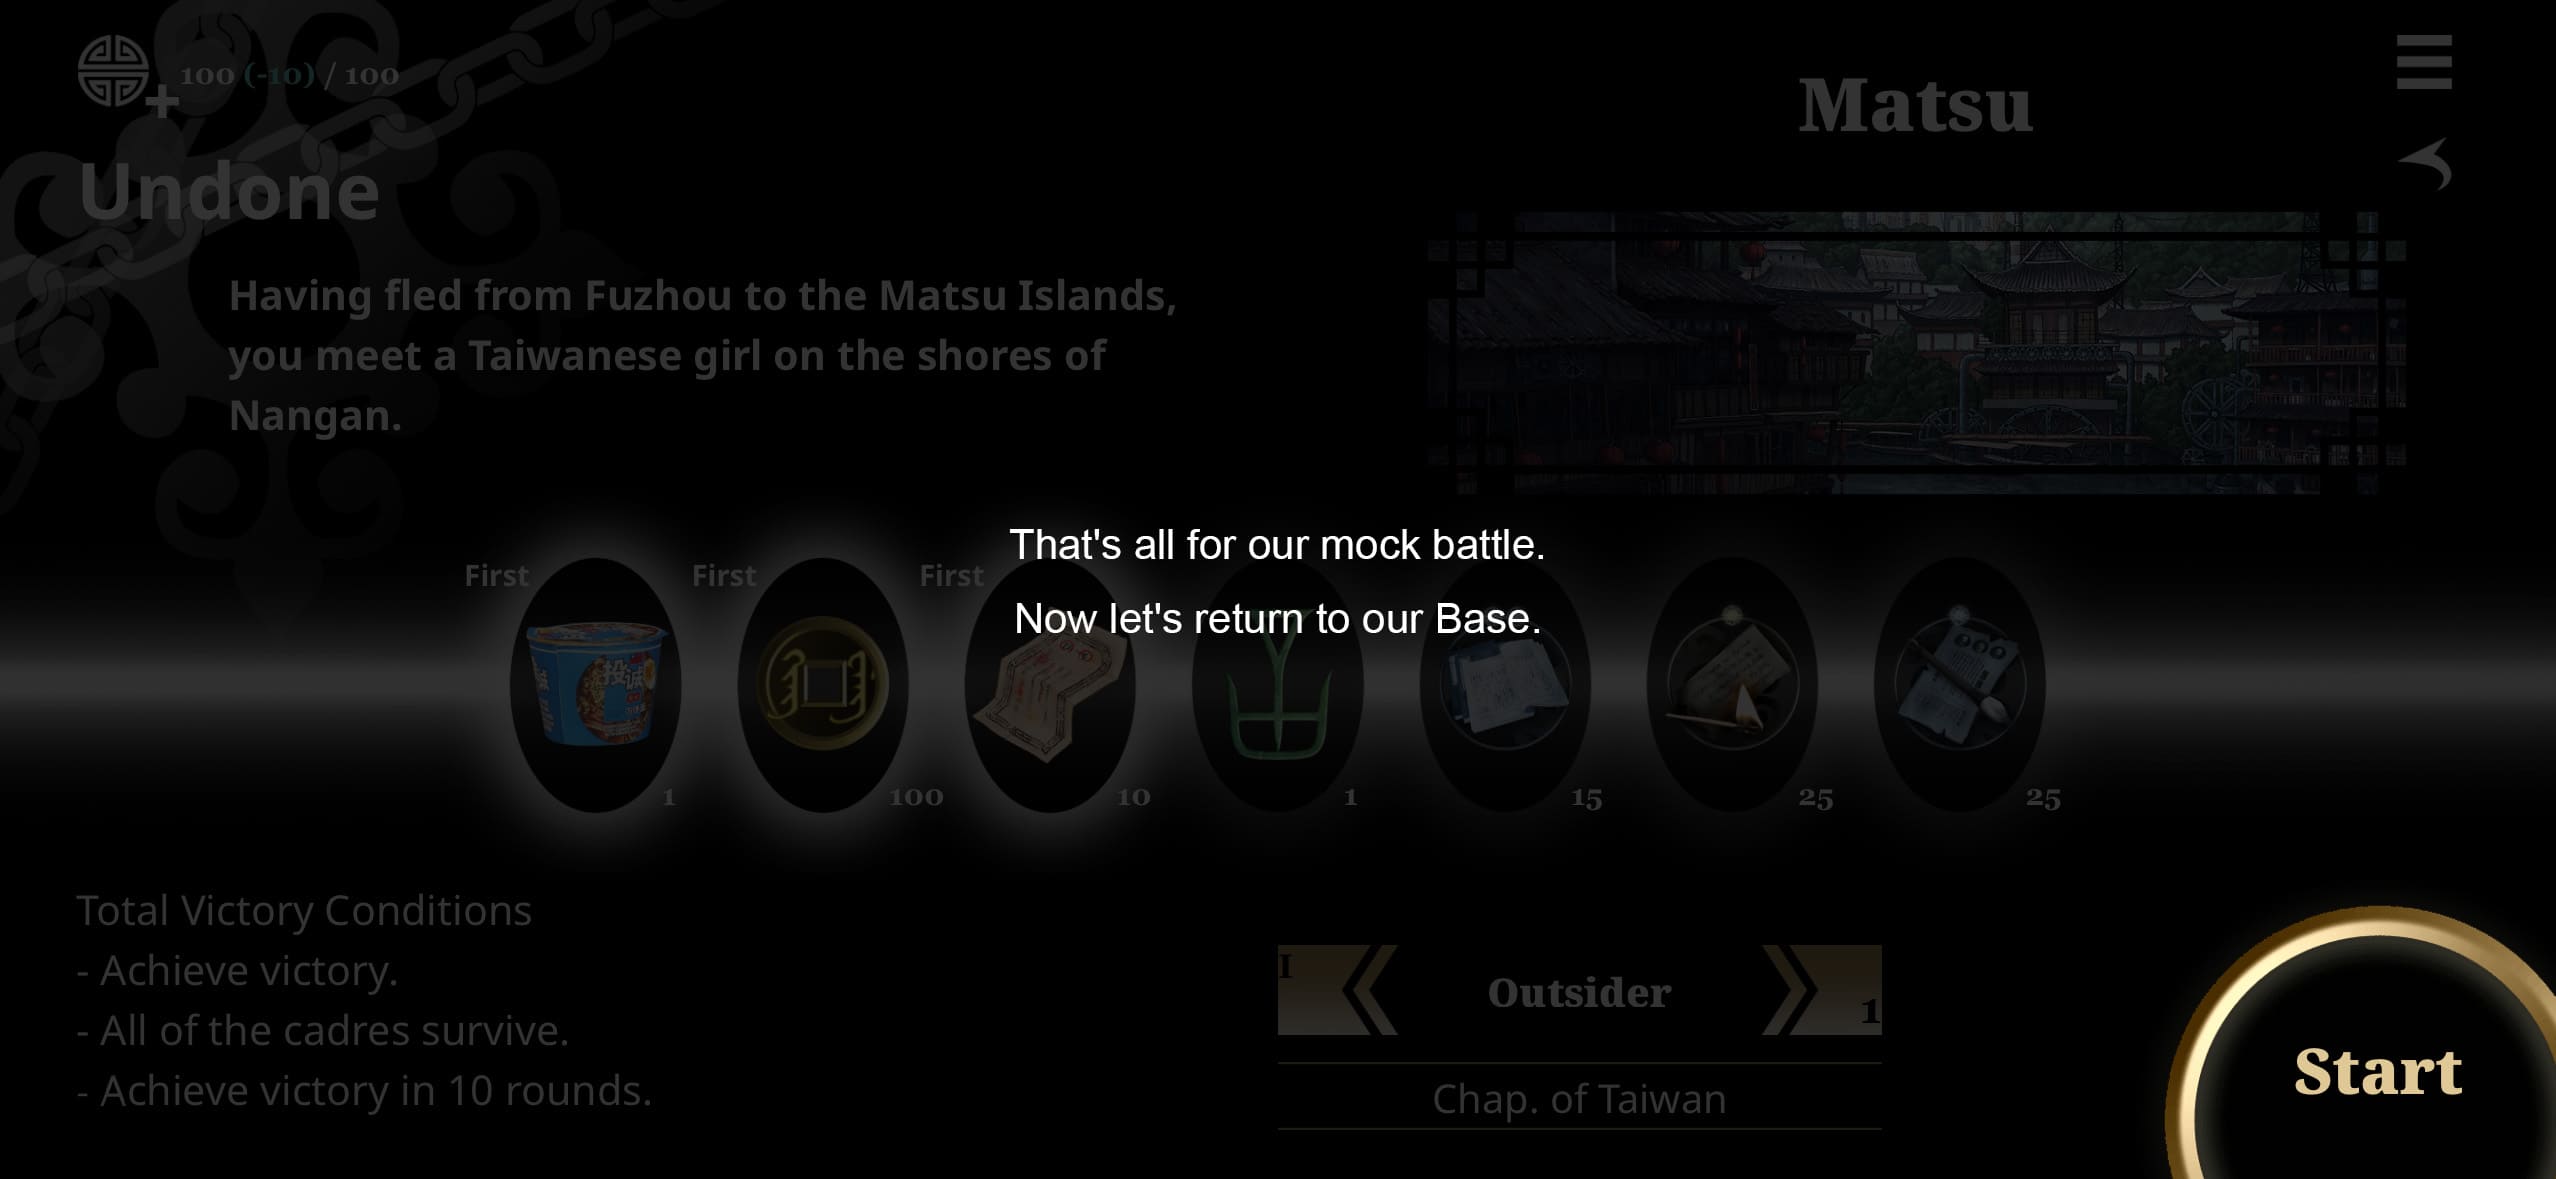 100 (-10) / 100
Matsu
Undone
Having fled from Fuzhou to the Matsu Islands,
you meet a Taiwanese girl on the shores of
Nangan.
That's all for our mock battle.
Now let's return to our Base.
First
First
First
投诚
1
100
10
1
15
25
25
Total Victory Conditions
- Achieve victory.
- All of the cadres survive.
- Achieve victory in 10 rounds.
I
Outsider
1
Chap. of Taiwan
Start